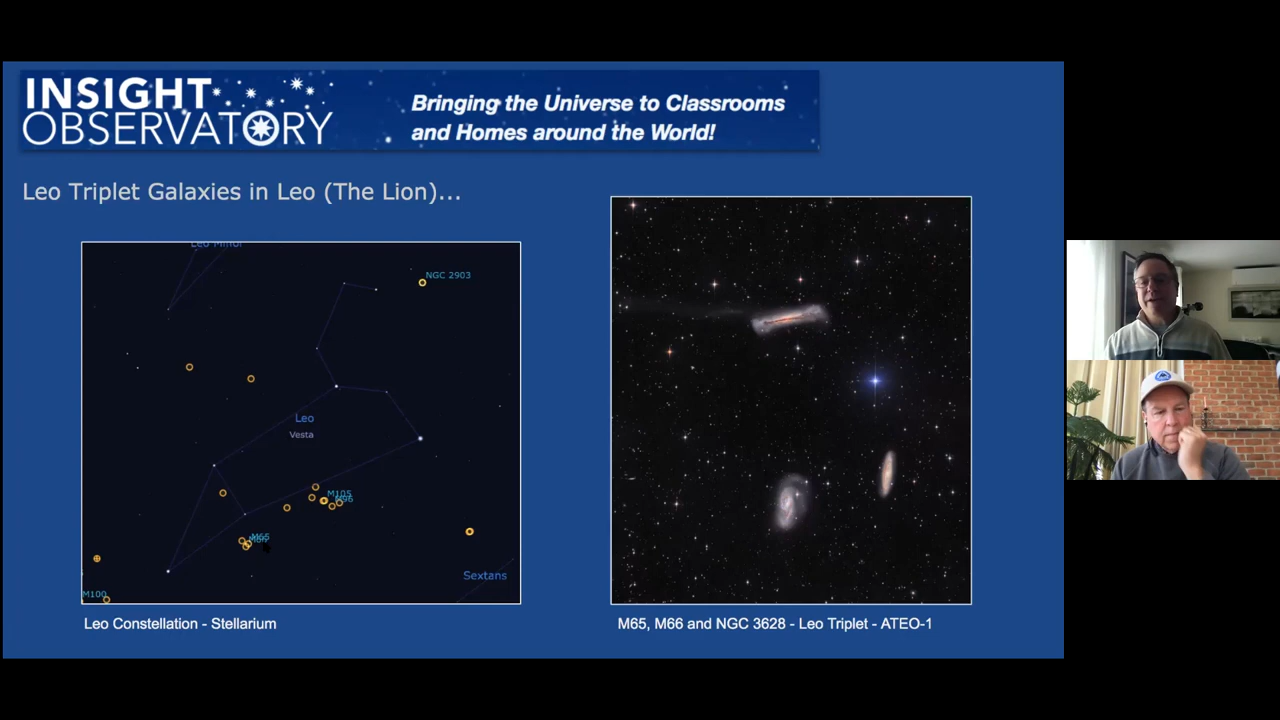 INSIGHT
OBSERVATORY
Bringing the Universe to Classrooms
and Homes around the World!
Leo Triplet Galaxies in Leo (The Lion)...
Leo Minor
NGC 2903
Leo
Vesta
M105
M96
M65
Sextans
M100
Leo Constellation - Stellarium
M65, M66 and NGC 3628 - Leo Triplet - ATEO-1